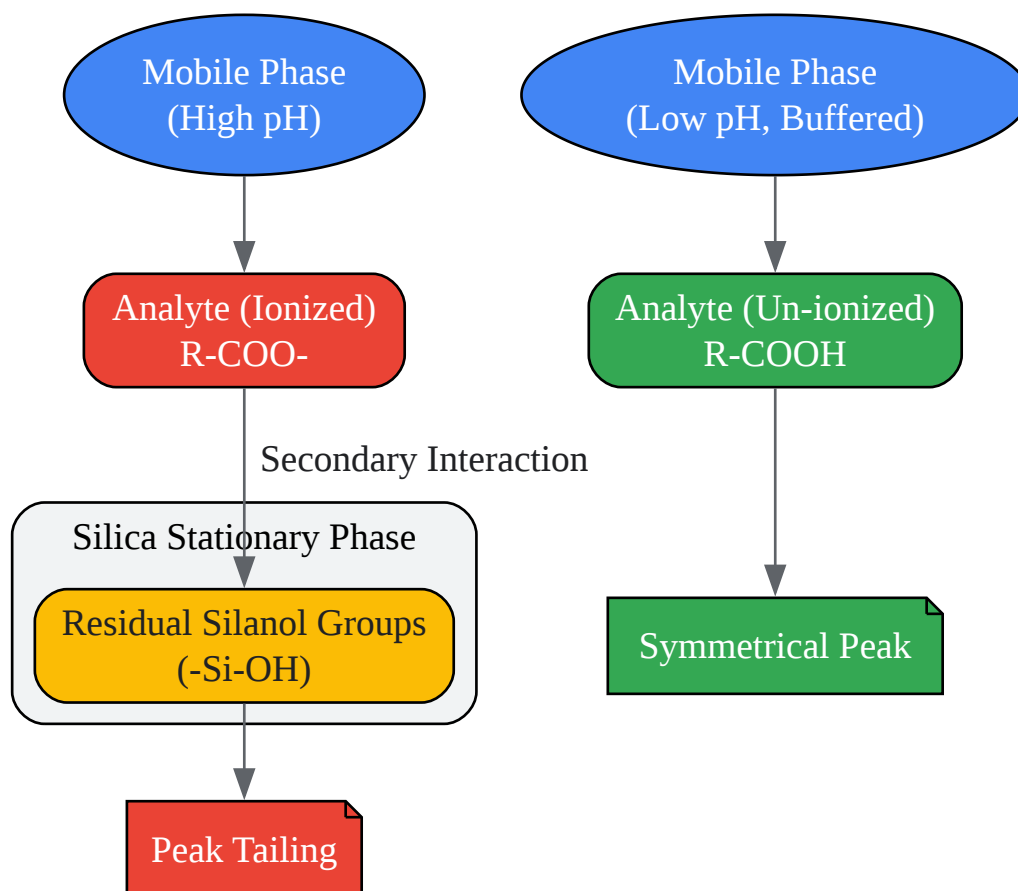 Mobile Phase
(High pH)
Mobile Phase
(Low pH, Buffered)
Analyte (Ionized)
R-COO-
Analyte (Un-ionized)
R-COOH
Secondary Interaction
Silica Stationary Phase
Residual Silanol Groups
(-Si-OH)
Symmetrical Peak
Peak Tailing